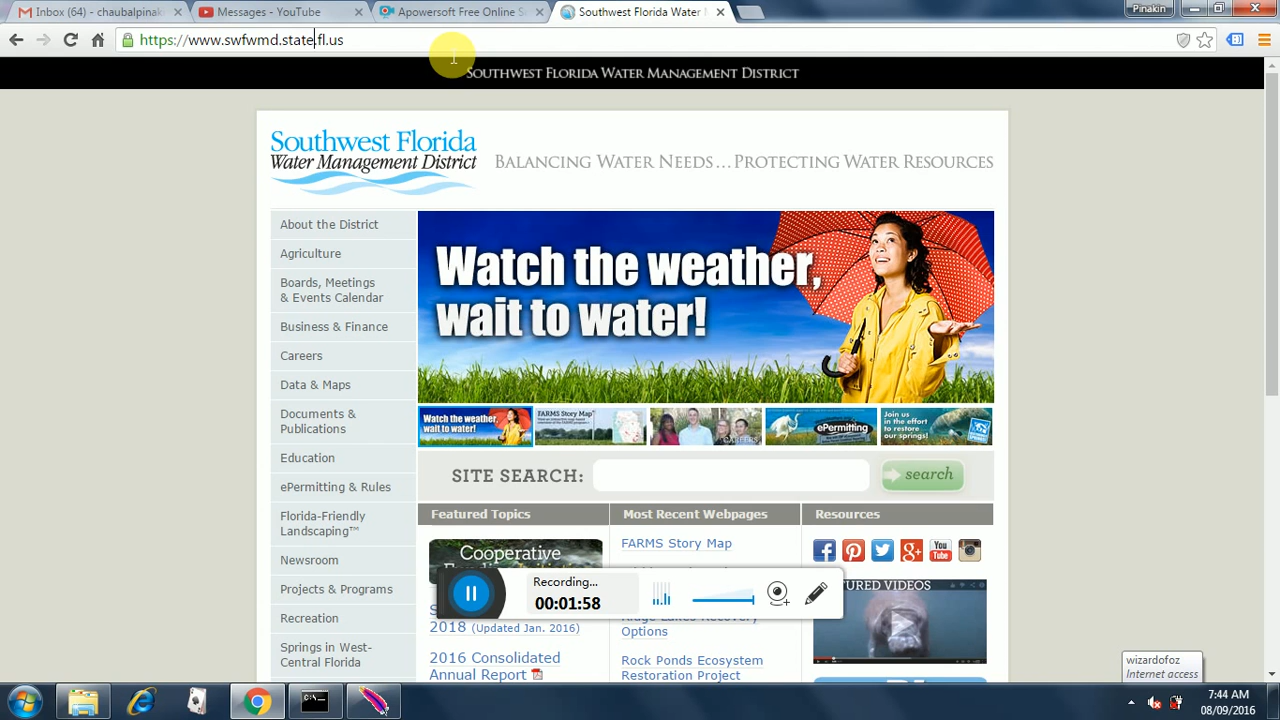 Inbox (64) - chaubalpinak
Messages - YouTube
Apowersoft Free Online S
Southwest Florida Water
Pinakin
https://www.swfwmd.state.fl.us
SOUTHWEST FLORIDA WATER MANAGEMENT DISTRICT
Southwest Florida
Water Management District
BALANCING WATER NEEDS...PROTECTING WATER RESOURCES
About the District
Agriculture
Boards, Meetings
& Events Calendar
Business & Finance
Careers
Data & Maps
Documents &
Publications
Education
ePermitting & Rules
Florida-Friendly
Landscaping™
Newsroom
Projects & Programs
Recreation
Springs in West-
Central Florida
Watch the weather,
wait to water!
Watch the weather,
wait to water!
FARMS Story Map
CAREERS
ePermitting
Join us
in the effort
to restore
our springs!
SITE SEARCH:
search
Featured Topics
Cooperative
2018 (Updated Jan. 2016)
2016 Consolidated
Annual Report
Most Recent Webpages
FARMS Story Map
Ridge Lakes Recovery
Options
Rock Ponds Ecosystem
Restoration Project
Resources
You
Tube
URED VIDEOS
Recording...
00:01:58
wizardofoz
Internet access
7:44 AM
08/09/2016